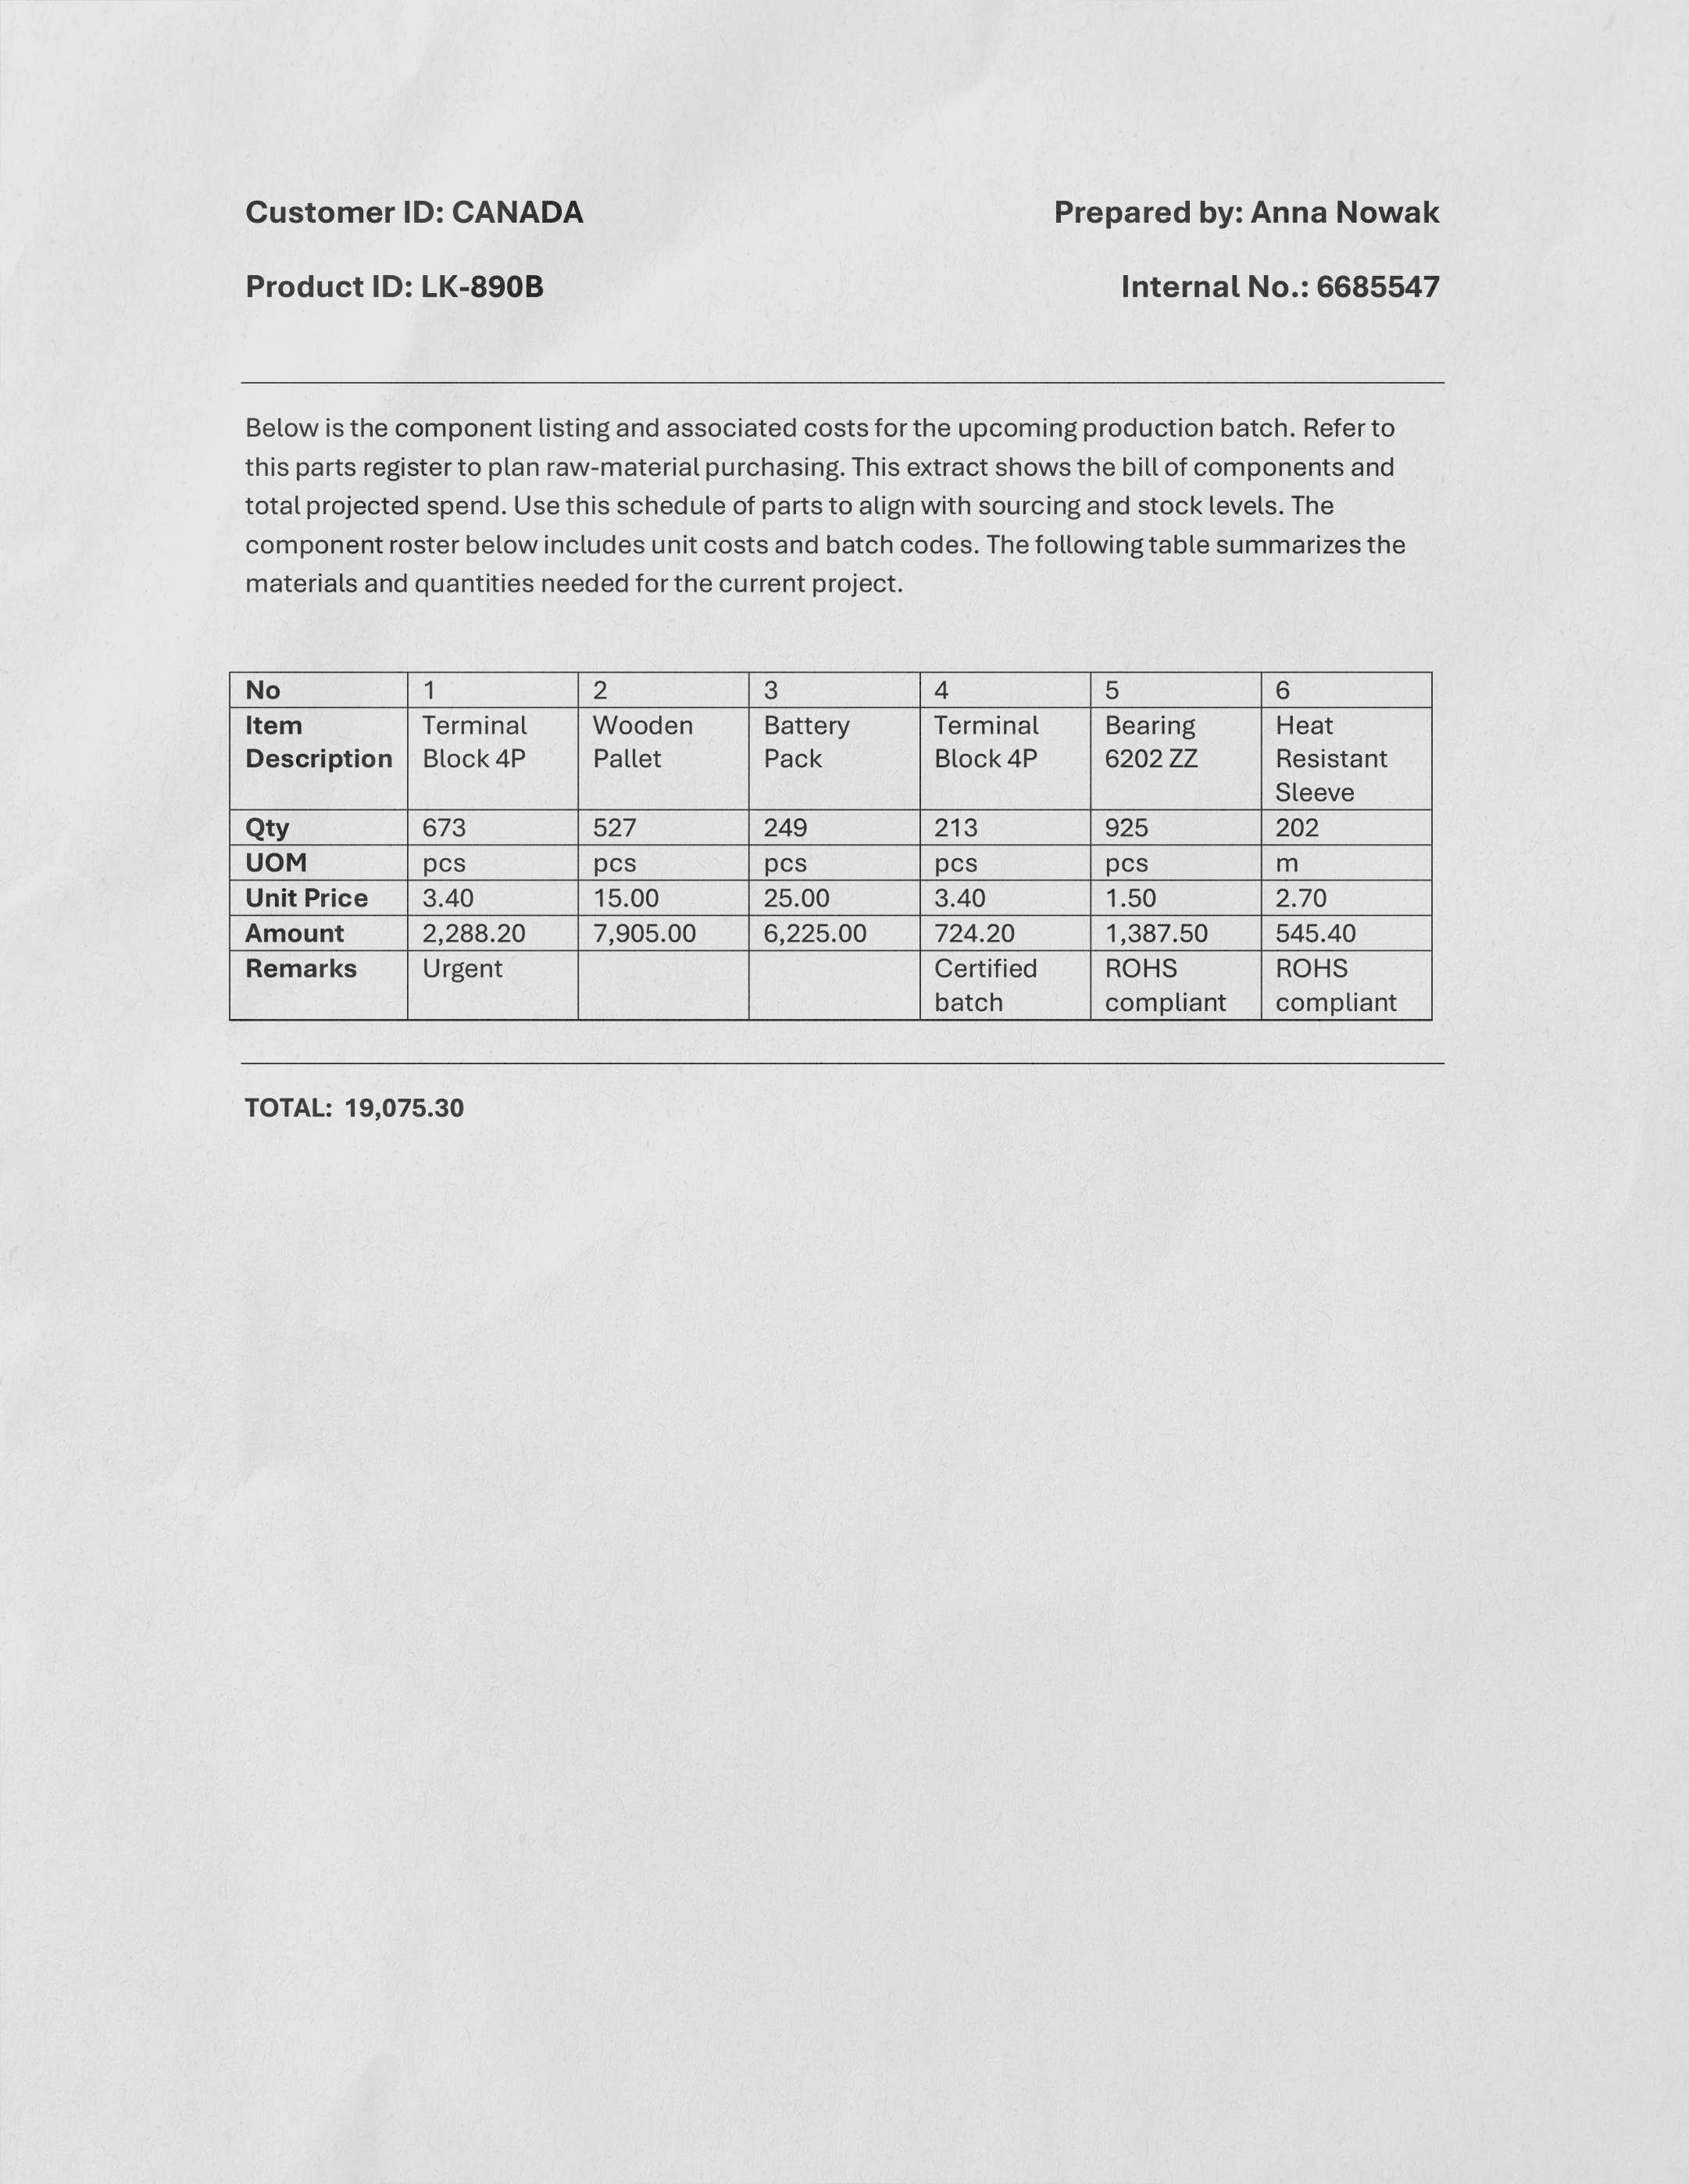 Customer ID: CANADA Prepared by: Anna Nowak
Product ID: LK-890B Internal No.: 6685547
Below is the component listing and associated costs for the upcoming production batch. Refer to
this parts register to plan raw-material purchasing. This extract shows the bill of components and
total projected spend. Use this schedule of parts to align with sourcing and stock levels. The
component roster below includes unit costs and batch codes. The following table summarizes the
materials and quantities needed for the current project.
No 1 2 3 4 5 6
Item Terminal Wooden Battery Terminal Bearing Heat
Description Block 4P Pallet Pack Block 4P 6202 ZZ Resistant
Sleeve
Qty 673 527 249 213 925 202
UOM pcs pcs pcs pcs pcs m
Unit Price 3.40 15.00 25.00 3.40 1.50 2.70
Amount 2,288.20 7,905.00 6,225.00 724.20 1,387.50 545.40
Remarks Urgent Certified ROHS ROHS
batch compliant compliant
TOTAL: 19,075.30